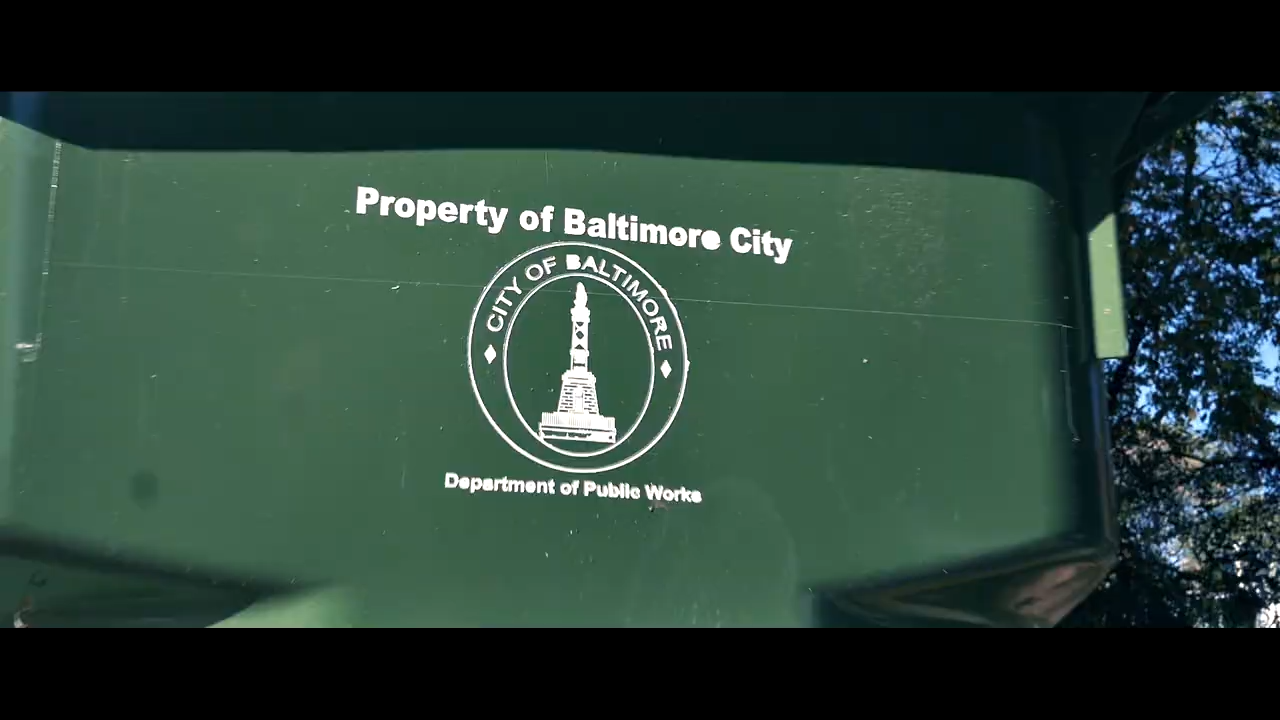 Property of Baltimore City
CITY OF BALTIMORE
Department of Public Works